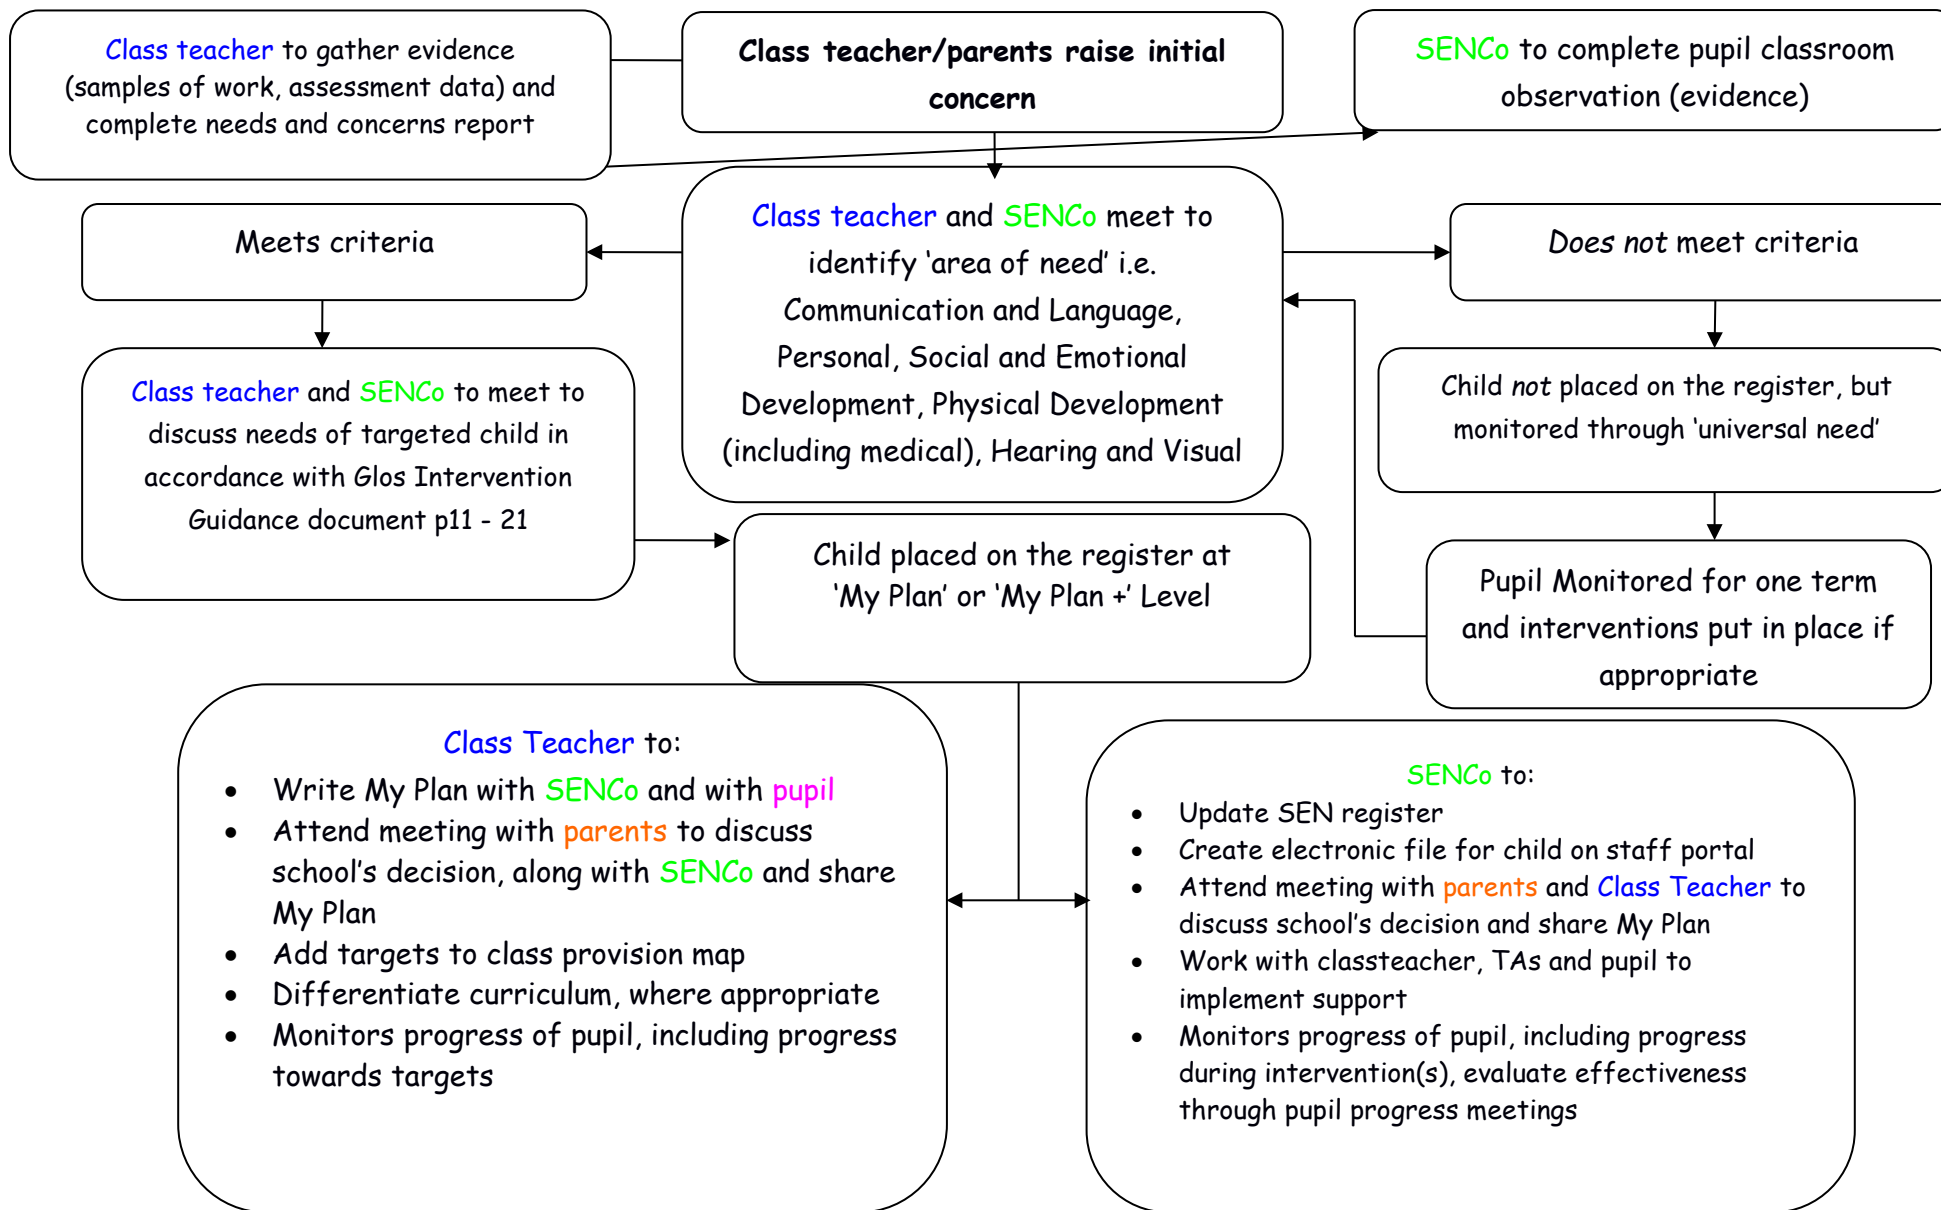 Class teacher to gather evidence
(samples of work, assessment data) and
complete needs and concerns report
Class teacher/parents raise initial
concern
SENCo to complete pupil classroom
observation (evidence)
Meets criteria
Class teacher and SENCo meet to
identify ‘area of need’ i.e.
Communication and Language,
Personal, Social and Emotional
Development, Physical Development
(including medical), Hearing and Visual
Does not meet criteria
Class teacher and SENCo to meet to
discuss needs of targeted child in
accordance with Glos Intervention
Guidance document p11 - 21
Child not placed on the register, but
monitored through ‘universal need’
Child placed on the register at
‘My Plan’ or ‘My Plan +’ Level
Pupil Monitored for one term
and interventions put in place if
appropriate
Class Teacher to:
• Write My Plan with SENCo and with pupil
• Attend meeting with parents to discuss
school’s decision, along with SENCo and share
My Plan
• Add targets to class provision map
• Differentiate curriculum, where appropriate
• Monitors progress of pupil, including progress
towards targets
SENCo to:
• Update SEN register
• Create electronic file for child on staff portal
• Attend meeting with parents and Class Teacher to
discuss school’s decision and share My Plan
• Work with classteacher, TAs and pupil to
implement support
• Monitors progress of pupil, including progress
during intervention(s), evaluate effectiveness
through pupil progress meetings